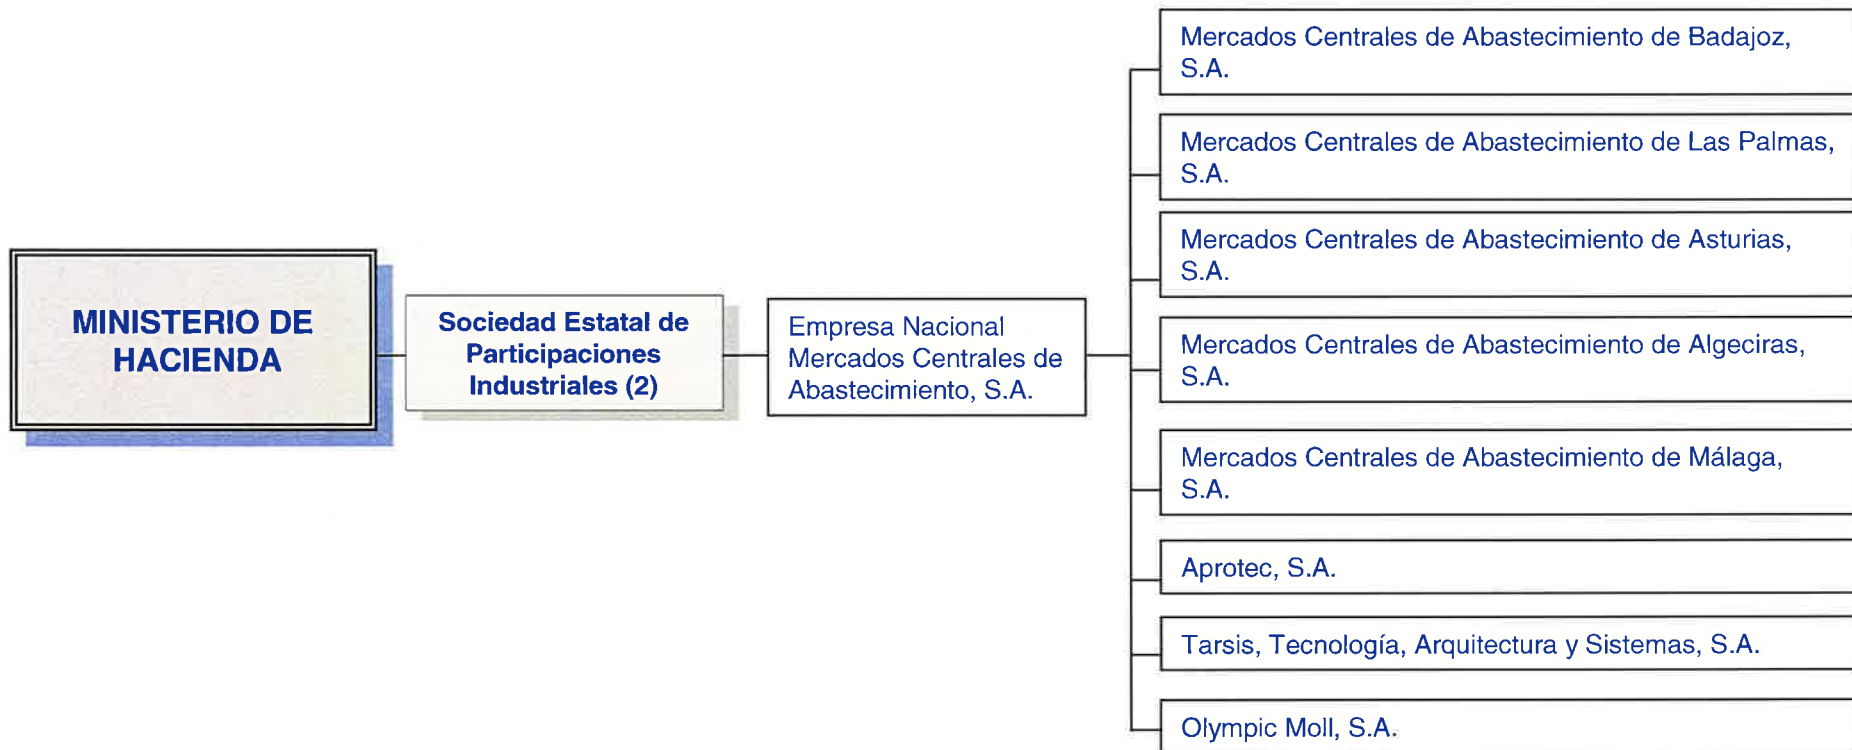 MINISTERIO DE
HACIENDA
Sociedad Estatal de
Participaciones
Industriales (2)
Empresa Nacional
Mercados Centrales de
Abastecimiento, S.A.
Mercados Centrales de Abastecimiento de Badajoz,
S.A.
Mercados Centrales de Abastecimiento de Las Palmas,
S.A.
Mercados Centrales de Abastecimiento de Asturias,
S.A.
Mercados Centrales de Abastecimiento de Algeciras,
S.A.
Mercados Centrales de Abastecimiento de Málaga,
S.A.
Aprotec, S.A.
Tarsis, Tecnología, Arquitectura y Sistemas, S.A.
Olympic Moll, S.A.